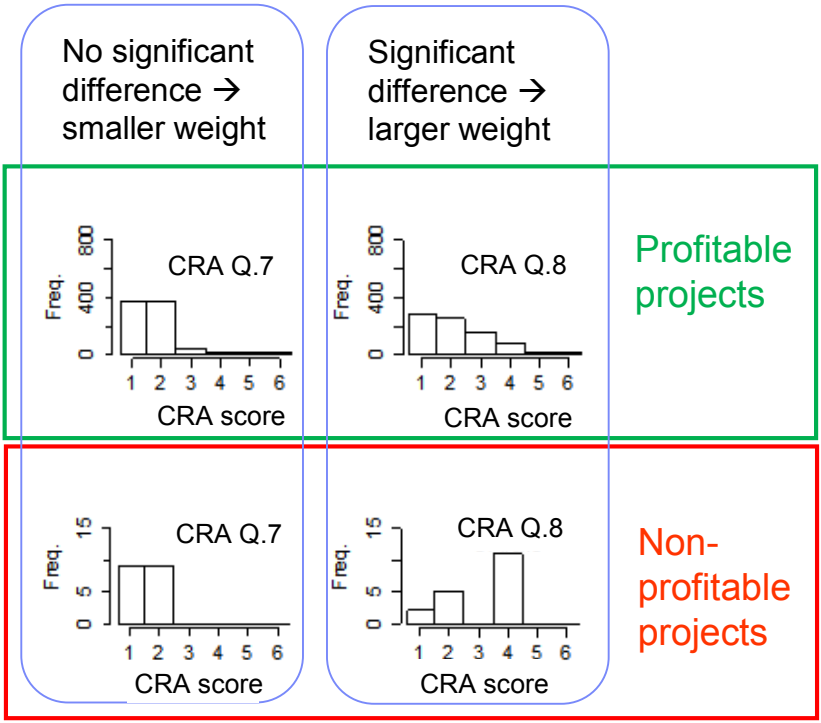 No significant
difference →
smaller weight
Significant
difference →
larger weight
800
400
0
Freq.
CRA Q.7
1 2 3 4 5 6
CRA score
800
400
0
Freq.
CRA Q.8
1 2 3 4 5 6
CRA score
Profitable
projects
15
5
0
Freq.
CRA Q.7
1 2 3 4 5 6
CRA score
15
5
0
Freq.
CRA Q.8
1 2 3 4 5 6
CRA score
Non-
profitable
projects